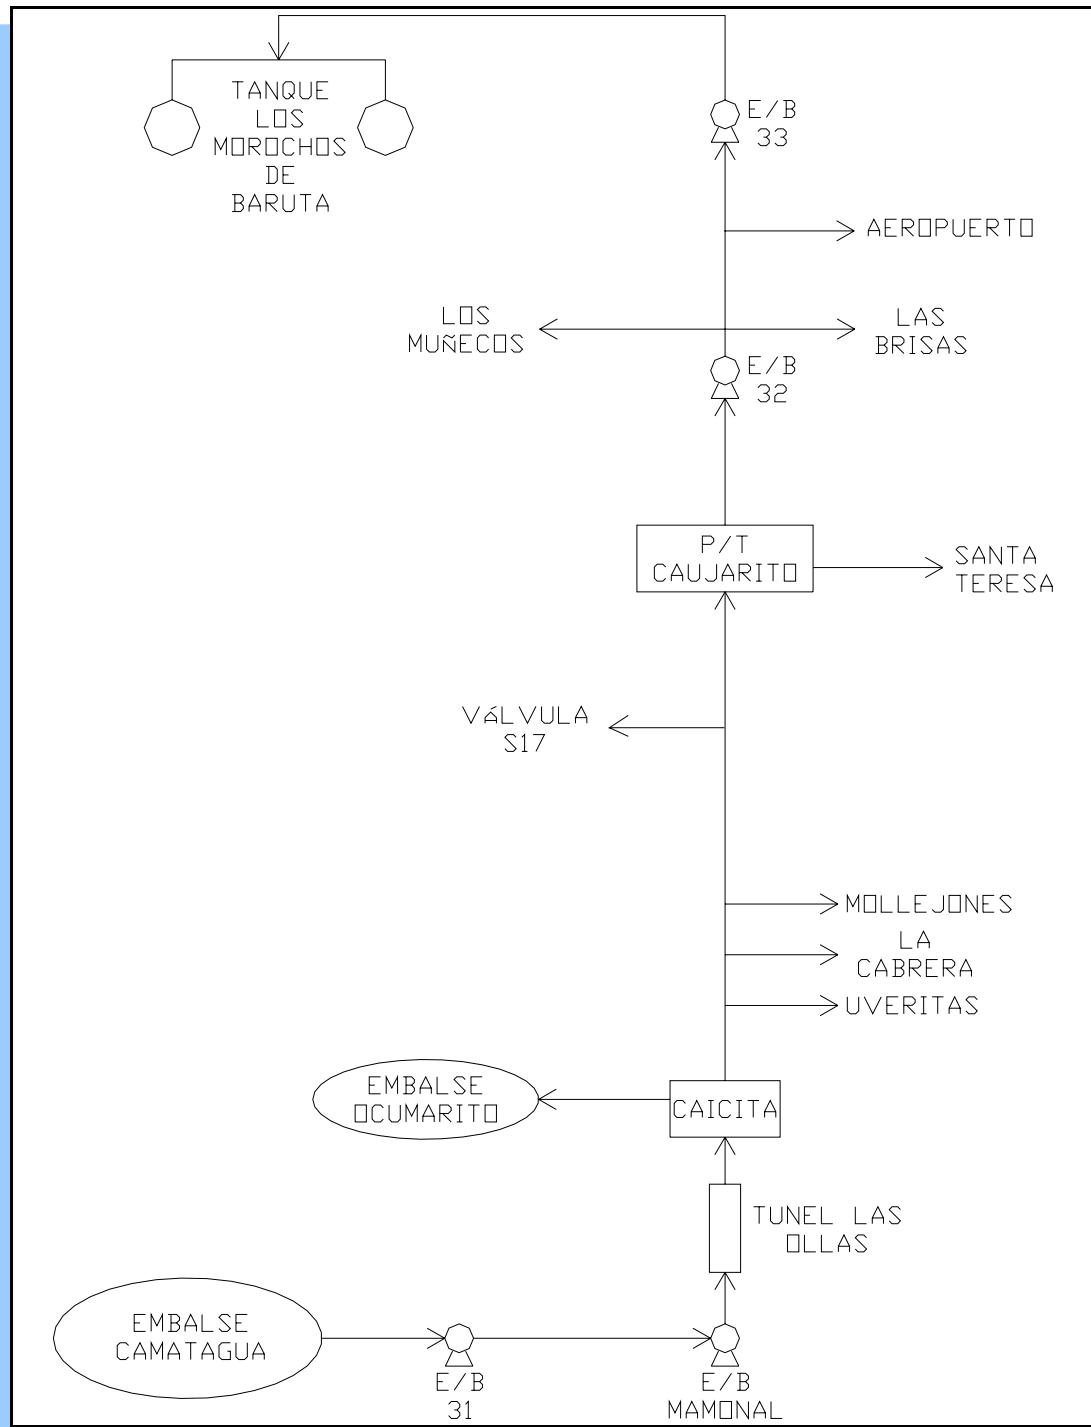 TANQUE
LOS
MOROCHOS
DE
BARUTA
E/B
33
AEROPUERTO
LOS
MUÑECOS
LAS
BRISAS
E/B
32
P/T
CAUJARITO
SANTA
TERESA
VÁLVULA
S17
MOLLEJONES
LA
CABRERA
UVERITAS
EMBALSE
OCUMARITO
CAICITA
TUNEL LAS
OLLAS
EMBALSE
CAMATAGUA
E/B
31
E/B
MAMONAL